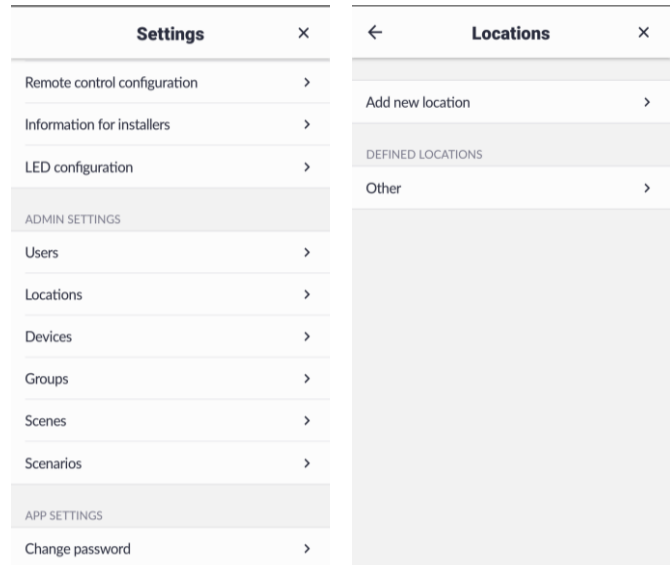 Settings
Remote control configuration
Information for installers
LED configuration
ADMIN SETTINGS
Users
Locations
Devices
Groups
Scenes
Scenarios
APP SETTINGS
Change password
Locations
Add new location
DEFINED LOCATIONS
Other